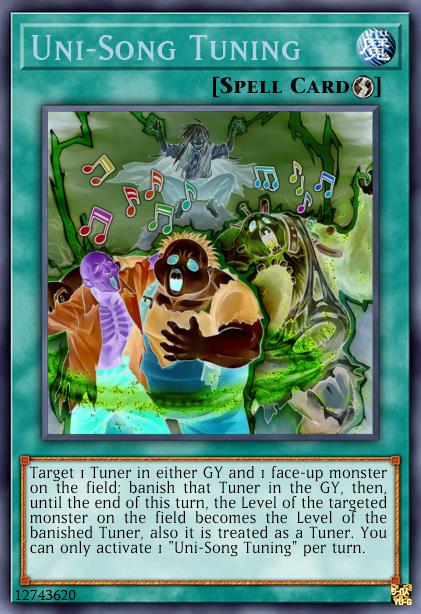 Uni-Song Tuning
[Spell Card]
Target 1 Tuner in either GY and 1 face-up monster
on the field; banish that Tuner in the GY, then,
until the end of this turn, the Level of the targeted
monster on the field becomes the Level of the
banished Tuner, also it is treated as a Tuner. You
can only activate 1 "Uni-Song Tuning" per turn.
12743620